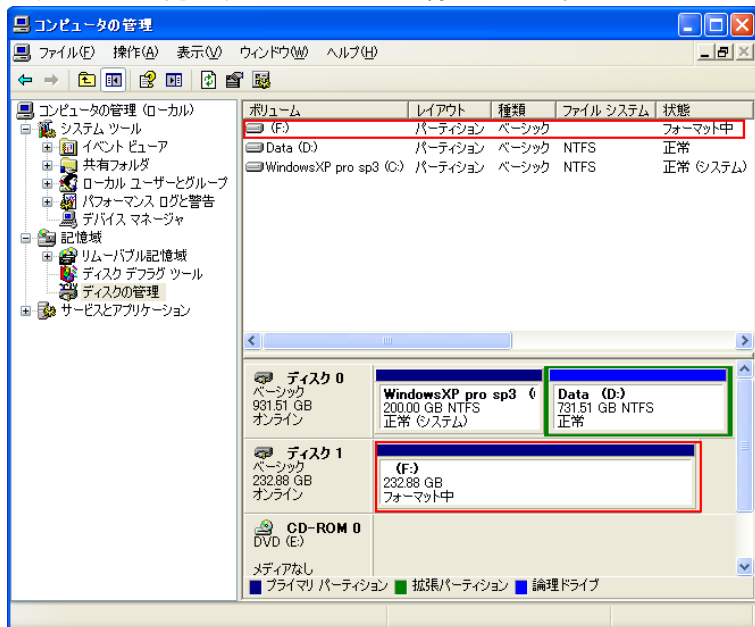 コンピュータの管理
ファイル(F) 操作(A) 表示(V) ウィンドウ(W) ヘルプ(H)
コンピュータの管理 (ローカル)
システム ツール
イベント ビューア
共有フォルダ
ローカル ユーザーとグループ
パフォーマンス ログと警告
デバイス マネージャ
記憶域
リムーバブル記憶域
ディスク デフラグ ツール
ディスクの管理
サービスとアプリケーション
ボリューム レイアウト 種類 ファイル システム 状態
(F:) パーティション ベーシック フォーマット中
Data (D:) パーティション ベーシック NTFS 正常
WindowsXP pro sp3 (C:) パーティション ベーシック NTFS 正常 (システム)
ディスク 0
ベーシック
931.51 GB
オンライン
WindowsXP pro sp3 (
200.00 GB NTFS
正常 (システム)
Data (D:)
731.51 GB NTFS
正常
ディスク 1
ベーシック
232.88 GB
オンライン
(F:)
232.88 GB
フォーマット中
CD-ROM 0
DVD (E:)
メディアなし
プライマリ パーティション 拡張パーティション 論理ドライブ